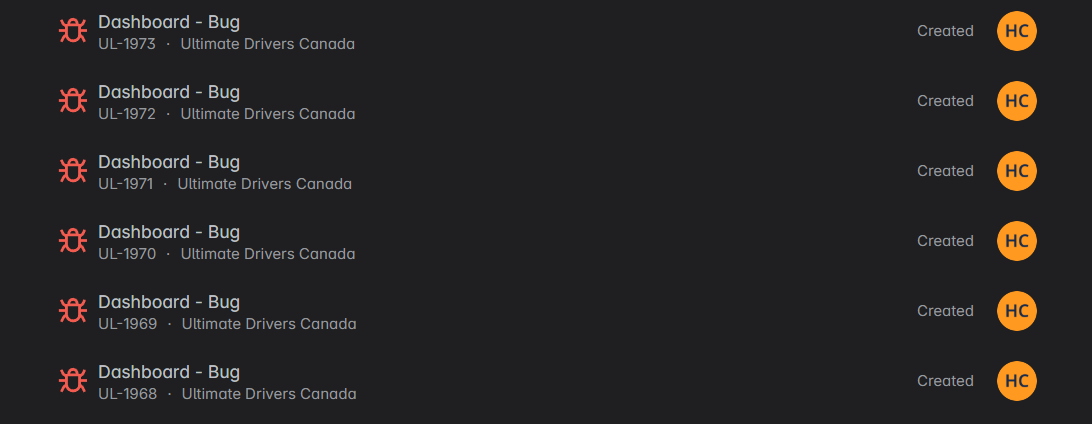 Dashboard - Bug
UL-1973 · Ultimate Drivers Canada
Created
HC
Dashboard - Bug
UL-1972 · Ultimate Drivers Canada
Created
HC
Dashboard - Bug
UL-1971 · Ultimate Drivers Canada
Created
HC
Dashboard - Bug
UL-1970 · Ultimate Drivers Canada
Created
HC
Dashboard - Bug
UL-1969 · Ultimate Drivers Canada
Created
HC
Dashboard - Bug
UL-1968 · Ultimate Drivers Canada
Created
HC